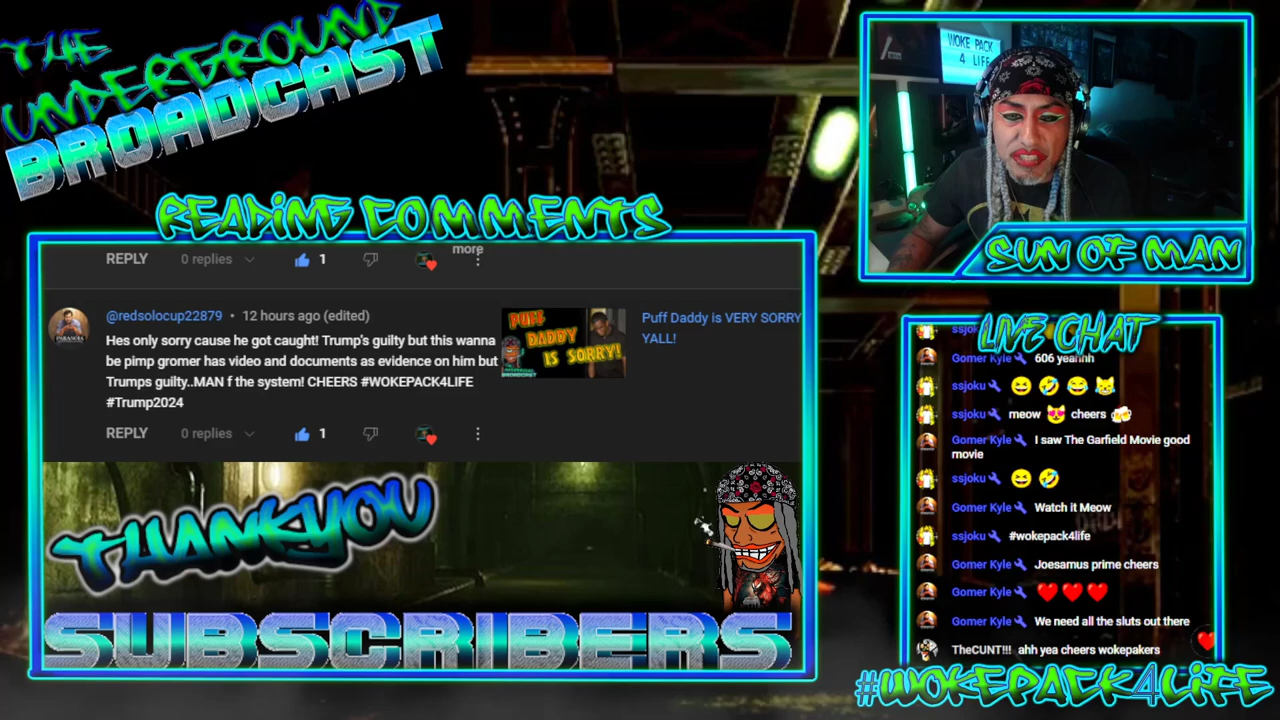 THE
UNDERGROUND
BROADCAST
READING COMMENTS
more
REPLY 0 replies 1
@redsolocup22879 • 12 hours ago (edited)
Hes only sorry cause he got caught! Trump's guilty but this wanna
be pimp gromer has video and documents as evidence on him but
Trumps guilty..MAN f the system! CHEERS #WOKEPACK4LIFE
#Trump2024
REPLY 0 replies 1
PARANOIA
PUFF
DADDY
IS SORRY!
BROADCAST
Puff Daddy is VERY SORRY
YALL!
THANKYOU
SUBSCRIBERS
WOKE PACK
4 LIFE
SUN OF MAN
LIVE CHAT
ssjoku
Gomer Kyle 606 yeahhh
ssjoku 😆 🤣 😂 😹
ssjoku meow 😻 cheers 🍻
Gomer Kyle I saw The Garfield Movie good
movie
ssjoku 😆 🤣
Gomer Kyle Watch it Meow
ssjoku #wokepack4life
Gomer Kyle Joesamus prime cheers
Gomer Kyle ❤️ ❤️ ❤️
Gomer Kyle We need all the sluts out there
TheCUNT!!! ahh yea cheers wokepakers
#WOKEPACK4LIFE